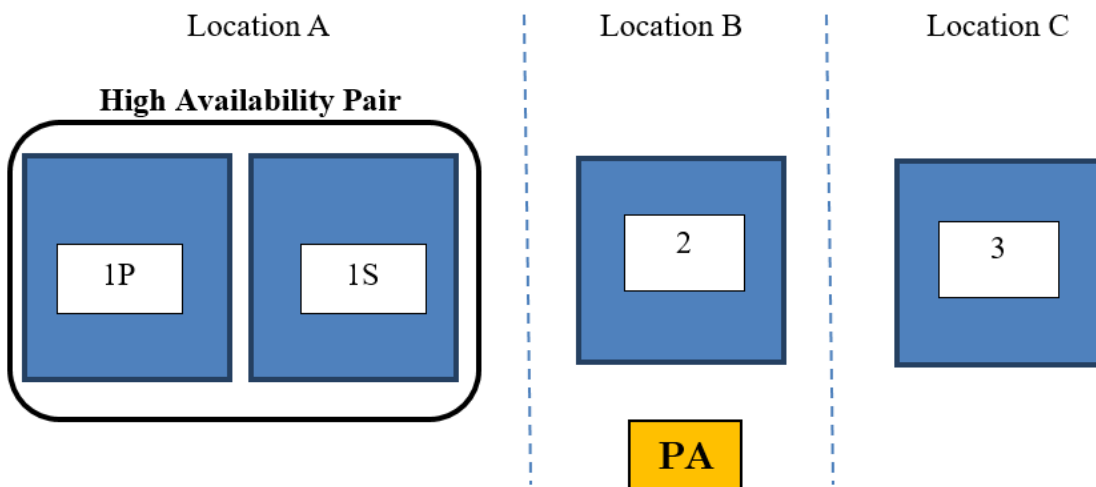 Location A
Location B
Location C
High Availability Pair
1P
1S
2
3
PA